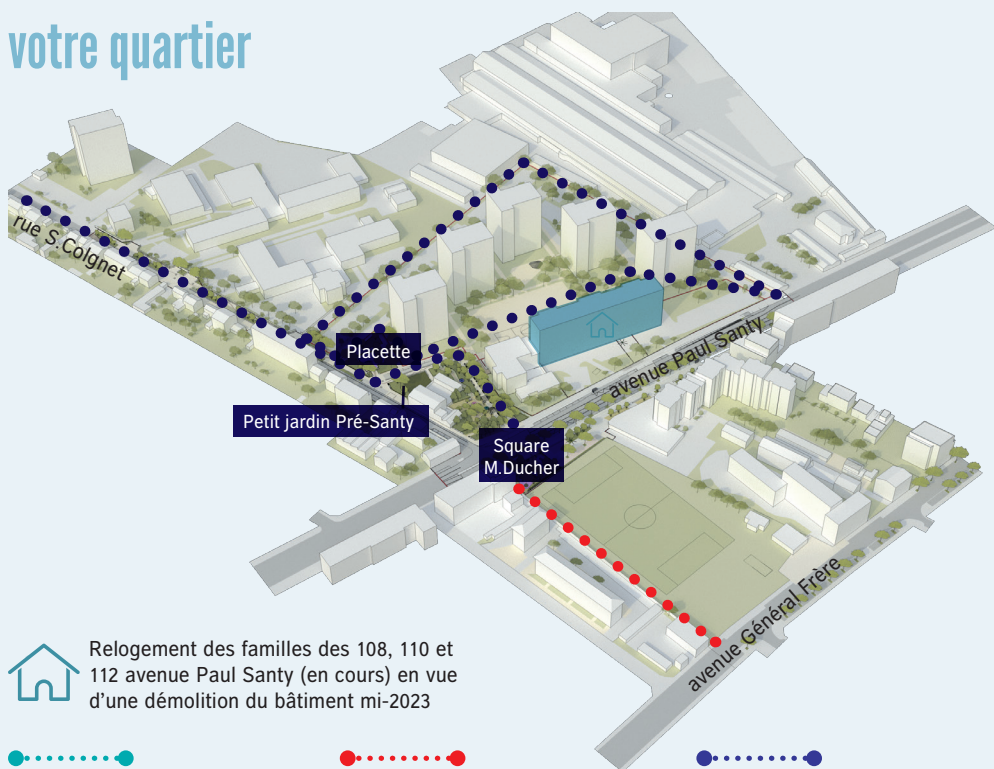 votre quartier
rue S.Coignet
Placette
Petit jardin Pré-Santy
avenue Paul Santy
Square
M.Ducher
avenue Général Frère
Relogement des familles des 108, 110 et
112 avenue Paul Santy (en cours) en vue
d'une démolition du bâtiment mi-2023